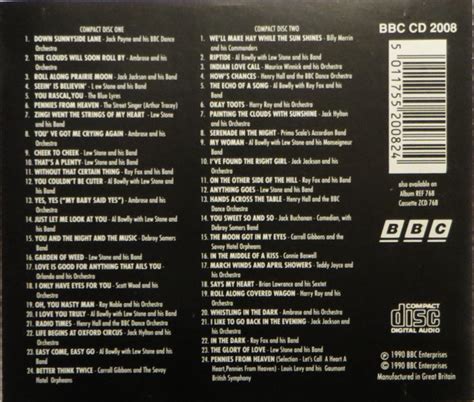 COMPACT DISC ONE
1. DOWN SUNNYSIDE LANE - Jack Payne and his BBC Dance
Orchestra
2. THE CLOUDS WILL SOON ROLL BY - Ambrose and his
Orchestra
3. ROLL ALONG PRAIRIE MOON - Jack Jackson and his Band
4. SEEIN' IS BELIEVIN' - Lew Stone and his Band
5. YOU RASCAL, YOU - The Blue Lyres
6. PENNIES FROM HEAVEN - The Street Singer (Arthur Tracey)
7. ZING! WENT THE STRINGS OF MY HEART - Lew Stone and
his Band
8. YOU'VE GOT ME CRYING AGAIN - Ambrose and his
Orchestra
9. CHEEK TO CHEEK - Lew Stone and his Band
10. THAT'S A PLENTY - Lew Stone and his Band
11. WITHOUT THAT CERTAIN THING - Roy Fox and his Band
12. YOU COULDN'T BE CUTER - Al Bowlly with Lew Stone and his
Band
13. YES, YES ("MY BABY SAID YES") - Ambrose and his
Orchestra
14. JUST LET ME LOOK AT YOU - Al Bowlly with Lew Stone and his
Band
15. YOU AND THE NIGHT AND THE MUSIC - Debroy Somers
Band
16. GARDEN OF WEED - Lew Stone and his Band
17. LOVE IS GOOD FOR ANYTHING THAT AILS YOU -
Orlando and his Orchestra
18. I ONLY HAVE EYES FOR YOU - Scott Wood and his
Orchestra
19. OH, YOU NASTY MAN - Ray Noble and his Orchestra
20. I LOVE YOU TRULY - Al Bowlly with Lew Stone and his Band
21. RADIO TIMES - Henry Hall and the BBC Dance Orchestra
22. LIFE BEGINS AT OXFORD CIRCUS - Jack Jackson and his
Orchestra
23. EASY COME, EASY GO - Al Bowlly with Lew Stone and his
Band
24. BETTER THINK TWICE - Carroll Gibbons and The Savoy
Hotel Orpheans
COMPACT DISC TWO
1. WE'LL MAKE HAY WHILE THE SUN SHINES - Billy Merrin
and his Commanders
2. RIPTIDE - Al Bowlly with Lew Stone and his Band
3. INDIAN LOVE CALL - Maurice Winnick and his Orchestra
4. HOW'S CHANCES - Henry Hall and the BBC Dance Orchestra
5. THE ECHO OF A SONG - Al Bowlly with Roy Fox and his
Band
6. OKAY TOOTS - Harry Roy and his Orchestra
7. PAINTING THE CLOUDS WITH SUNSHINE - Jack Hylton
and his Orchestra
8. SERENADE IN THE NIGHT - Primo Scala's Accordion Band
9. MY WOMAN - Al Bowlly with Lew Stone and his Monseigneur
Band
10. I'VE FOUND THE RIGHT GIRL - Jack Jackson and his
Orchestra
11. ON THE OTHER SIDE OF THE HILL - Roy Fox and his Band
12. ANYTHING GOES - Lew Stone and his Band
13. HANDS ACROSS THE TABLE - Henry Hall and the BBC Dance
Orchestra
14. YOU SWEET SO AND SO - Jack Buchanan - Comedian, with
Debroy Somers Band
15. THE MOON GOT IN MY EYES - Carroll Gibbons and the
Savoy Hotel Orpheans
16. IN THE MIDDLE OF A KISS - Connie Boswell
17. MARCH WINDS AND APRIL SHOWERS - Teddy Joyce and
his Orchestra
18. SAYS MY HEART - Brian Lawrance and his Sextet
19. ROLL ALONG COVERED WAGON - Harry Roy and his
Orchestra
20. WHISTLING IN THE DARK - Ambrose and his Orchestra
21. I LIKE TO GO BACK IN THE EVENING - Jack Jackson and his
Orchestra
22. IN THE DARK - Roy Fox and his Band
23. THE GLORY OF LOVE - Lew Stone and his Band
24. PENNIES FROM HEAVEN (Selection - Let's Call A Heart A
Heart, Pennies From Heaven) - Louis Levy and his Gaumont
British Symphony
BBC CD 2008
5 011755 200824
also available on
Album REF 768
Cassette ZCD 768
BBC
COMPACT
disc
DIGITAL AUDIO
Ⓟ 1990 BBC Enterprises
© 1990 BBC Enterprises
Manufactured in Great Britain